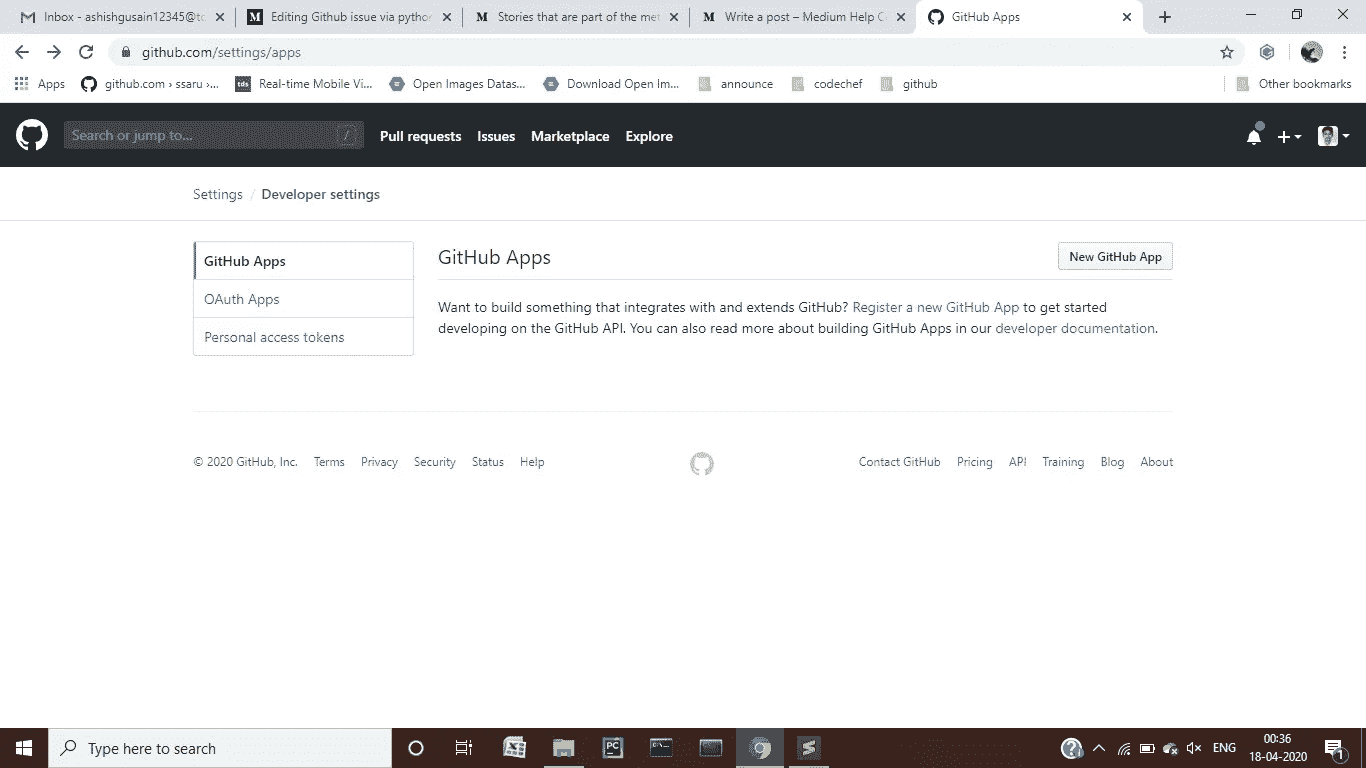 Inbox - ashishgusain12345@tc
Editing Github issue via python
Stories that are part of the met
Write a post – Medium Help Ce
GitHub Apps
github.com/settings/apps
Apps
github.com › ssaru ›...
Real-time Mobile Vi...
Open Images Datas...
Download Open Im...
announce
codechef
github
Other bookmarks
Search or jump to...
/
Pull requests
Issues
Marketplace
Explore
Settings / Developer settings
GitHub Apps
OAuth Apps
Personal access tokens
GitHub Apps
New GitHub App
Want to build something that integrates with and extends GitHub? Register a new GitHub App to get started
developing on the GitHub API. You can also read more about building GitHub Apps in our developer documentation.
© 2020 GitHub, Inc.
Terms
Privacy
Security
Status
Help
Contact GitHub
Pricing
API
Training
Blog
About
Type here to search
ENG
00:36
18-04-2020
1